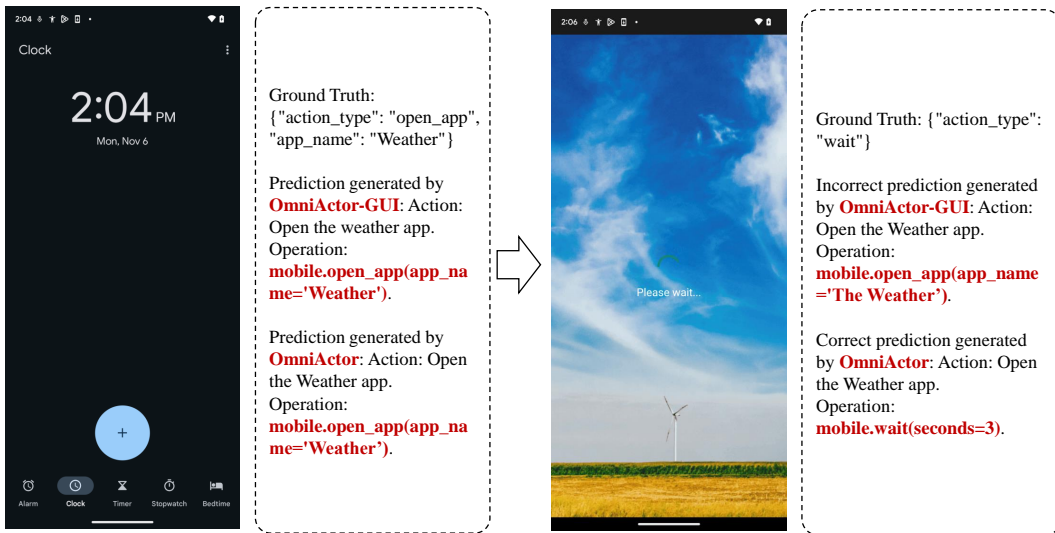 2:04
Clock
2:04 PM
Mon, Nov 6
+
Alarm
Clock
Timer
Stopwatch
Bedtime
Ground Truth:
{"action_type": "open_app",
"app_name": "Weather"}
Prediction generated by
OmniActor-GUI: Action:
Open the weather app.
Operation:
mobile.open_app(app_na
me='Weather').
Prediction generated by
OmniActor: Action: Open
the Weather app.
Operation:
mobile.open_app(app_na
me='Weather’).
2:06
Please wait...
Ground Truth: {"action_type":
"wait"}
Incorrect prediction generated
by OmniActor-GUI: Action:
Open the Weather app.
Operation:
mobile.open_app(app_name
='The Weather’).
Correct prediction generated
by OmniActor: Action: Open
the Weather app.
Operation:
mobile.wait(seconds=3).